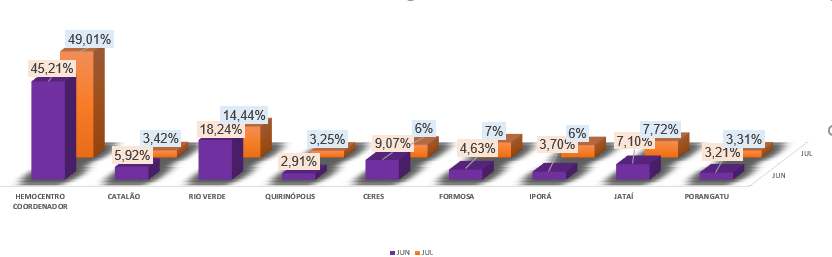 49,01%
45,21%
3,42%
5,92%
14,44%
18,24%
3,25%
2,91%
6%
9,07%
7%
4,63%
6%
3,70%
7,72%
7,10%
3,31%
3,21%
JUL
JUN
HEMOCENTRO
COORDENADOR
CATALÃO
RIO VERDE
QUIRINÓPOLIS
CERES
FORMOSA
IPORÁ
JATAÍ
PORANGATU
JUN JUL